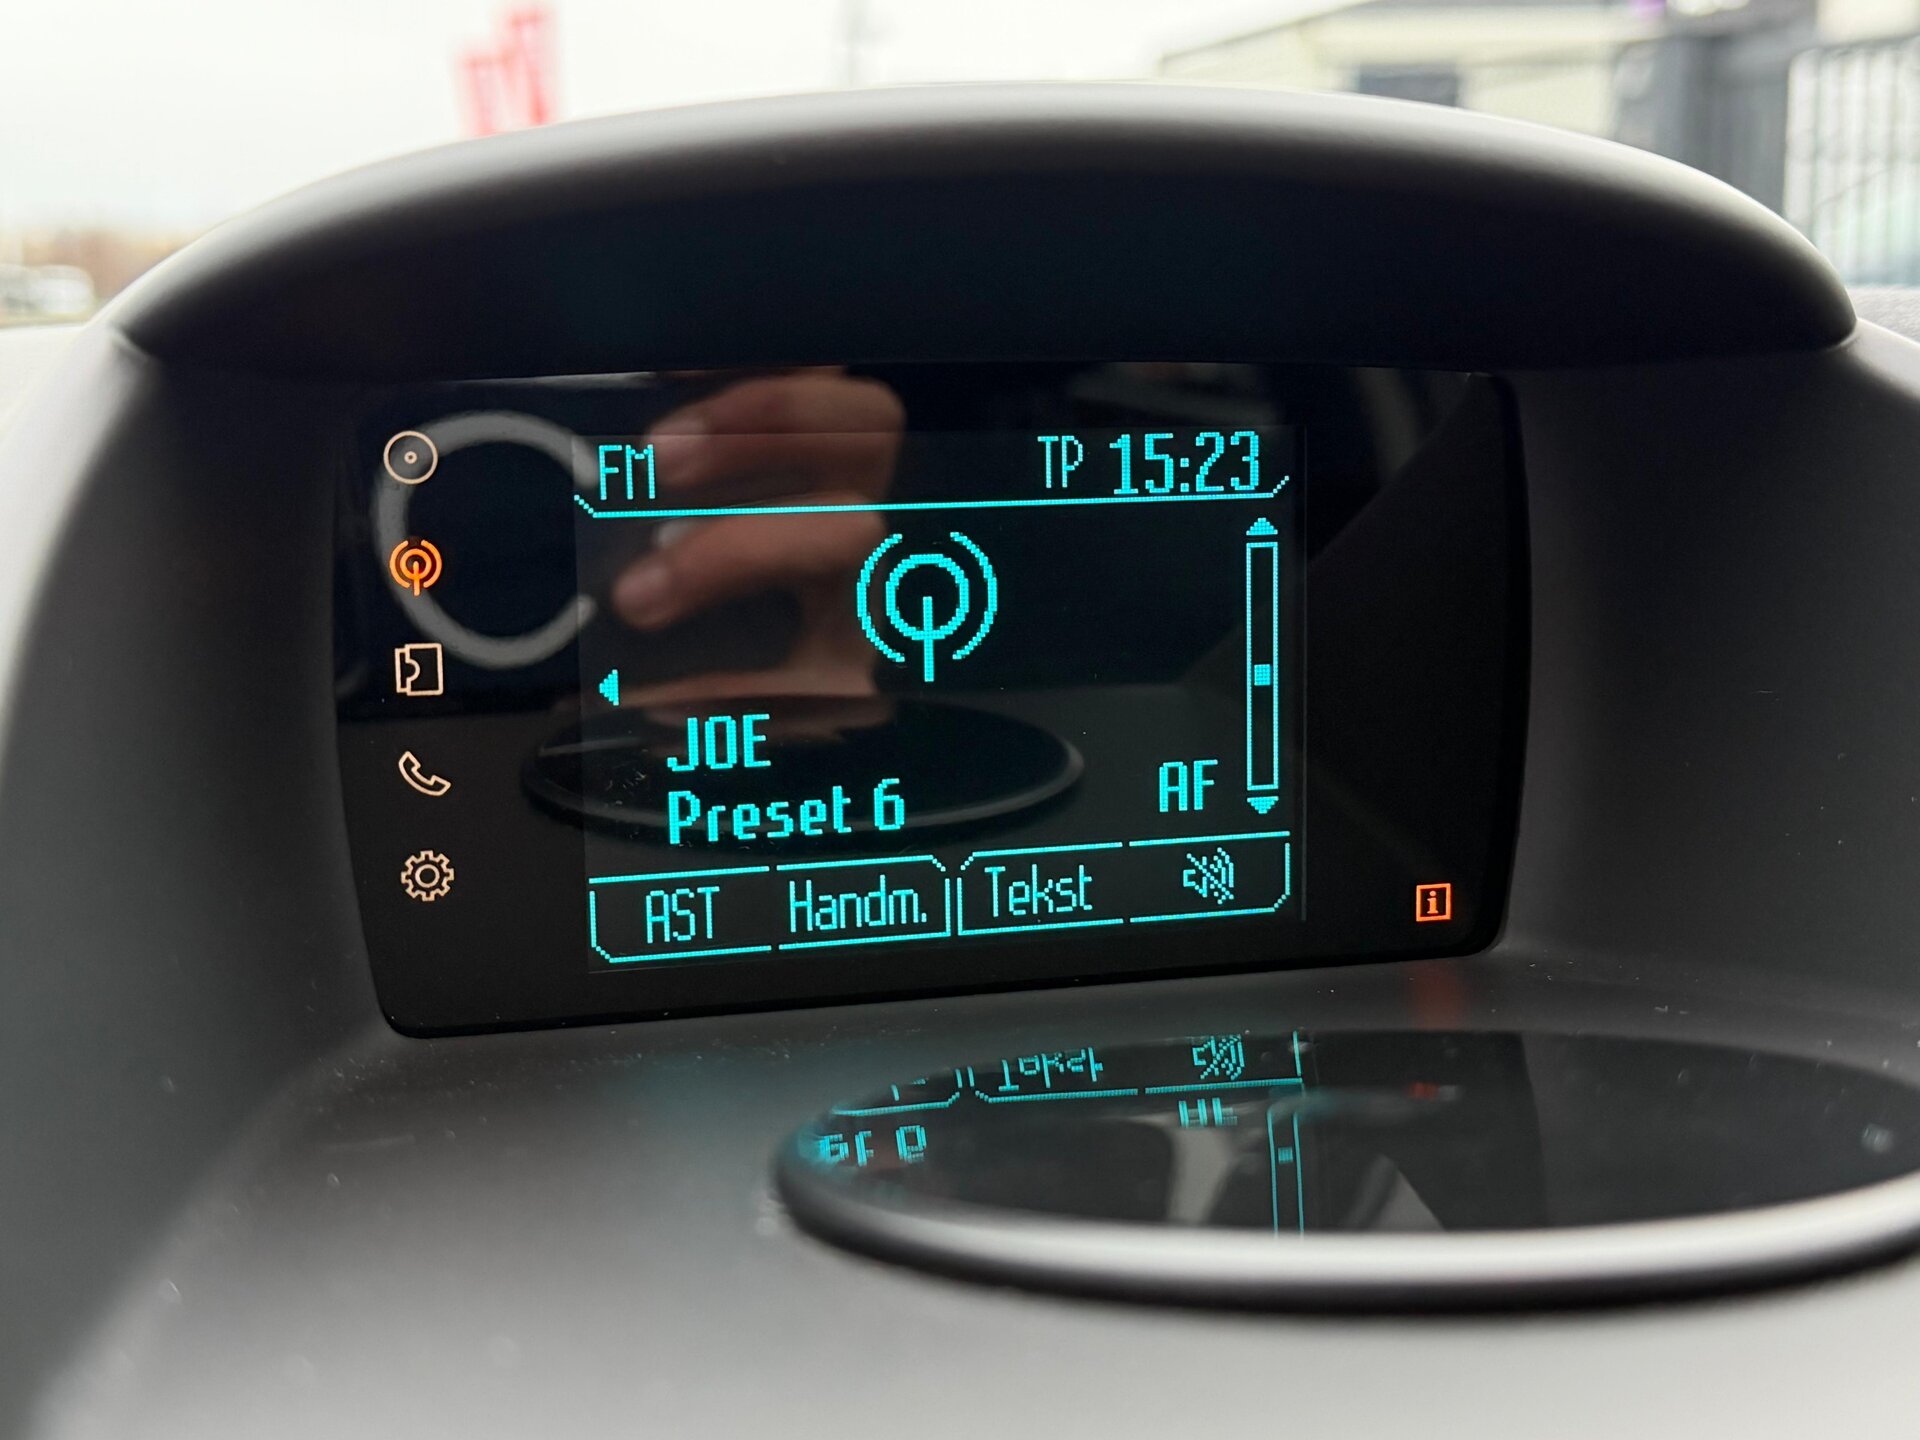 FM TP 15:23
JOE
Preset 6 AF
AST Handm. Tekst
i